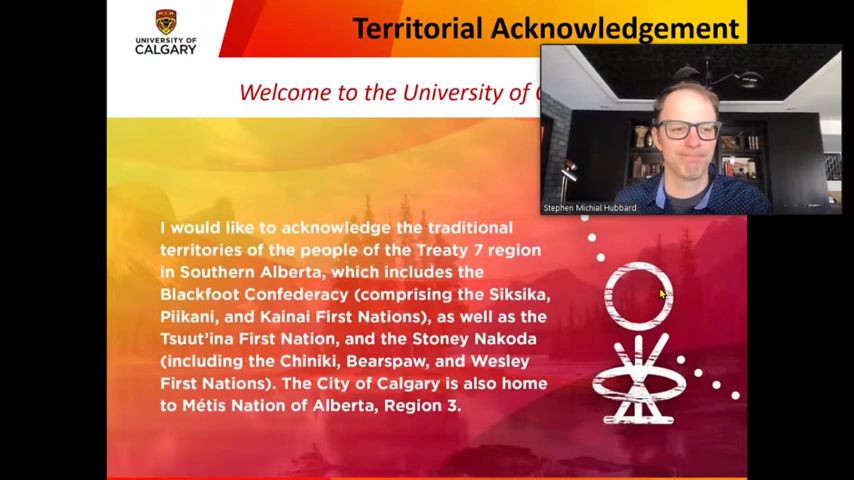 UNIVERSITY OF
CALGARY
Territorial Acknowledgement
Welcome to the University of
Stephen Michial Hubbard
I would like to acknowledge the traditional
territories of the people of the Treaty 7 region
in Southern Alberta, which includes the
Blackfoot Confederacy (comprising the Siksika,
Piikani, and Kainai First Nations), as well as the
Tsuut'ina First Nation, and the Stoney Nakoda
(including the Chiniki, Bearspaw, and Wesley
First Nations). The City of Calgary is also home
to Métis Nation of Alberta, Region 3.